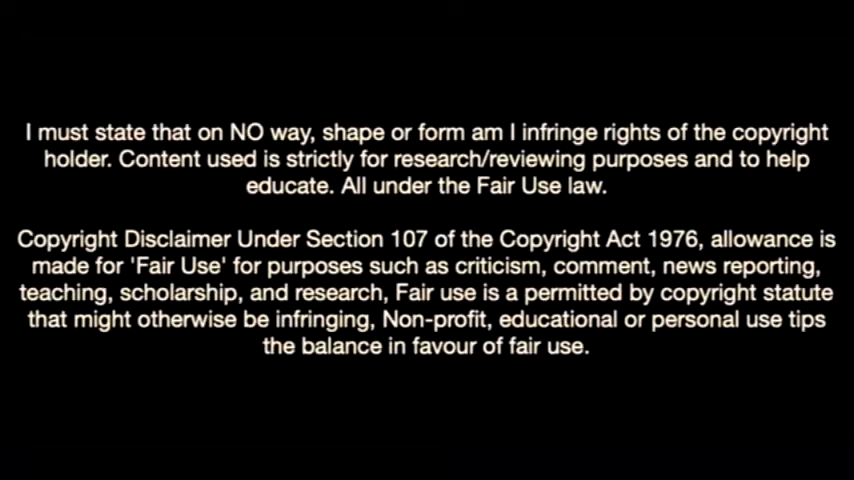 I must state that on NO way, shape or form am I infringe rights of the copyright
holder. Content used is strictly for research/reviewing purposes and to help
educate. All under the Fair Use law.
Copyright Disclaimer Under Section 107 of the Copyright Act 1976, allowance is
made for 'Fair Use' for purposes such as criticism, comment, news reporting,
teaching, scholarship, and research, Fair use is a permitted by copyright statute
that might otherwise be infringing, Non-profit, educational or personal use tips
the balance in favour of fair use.